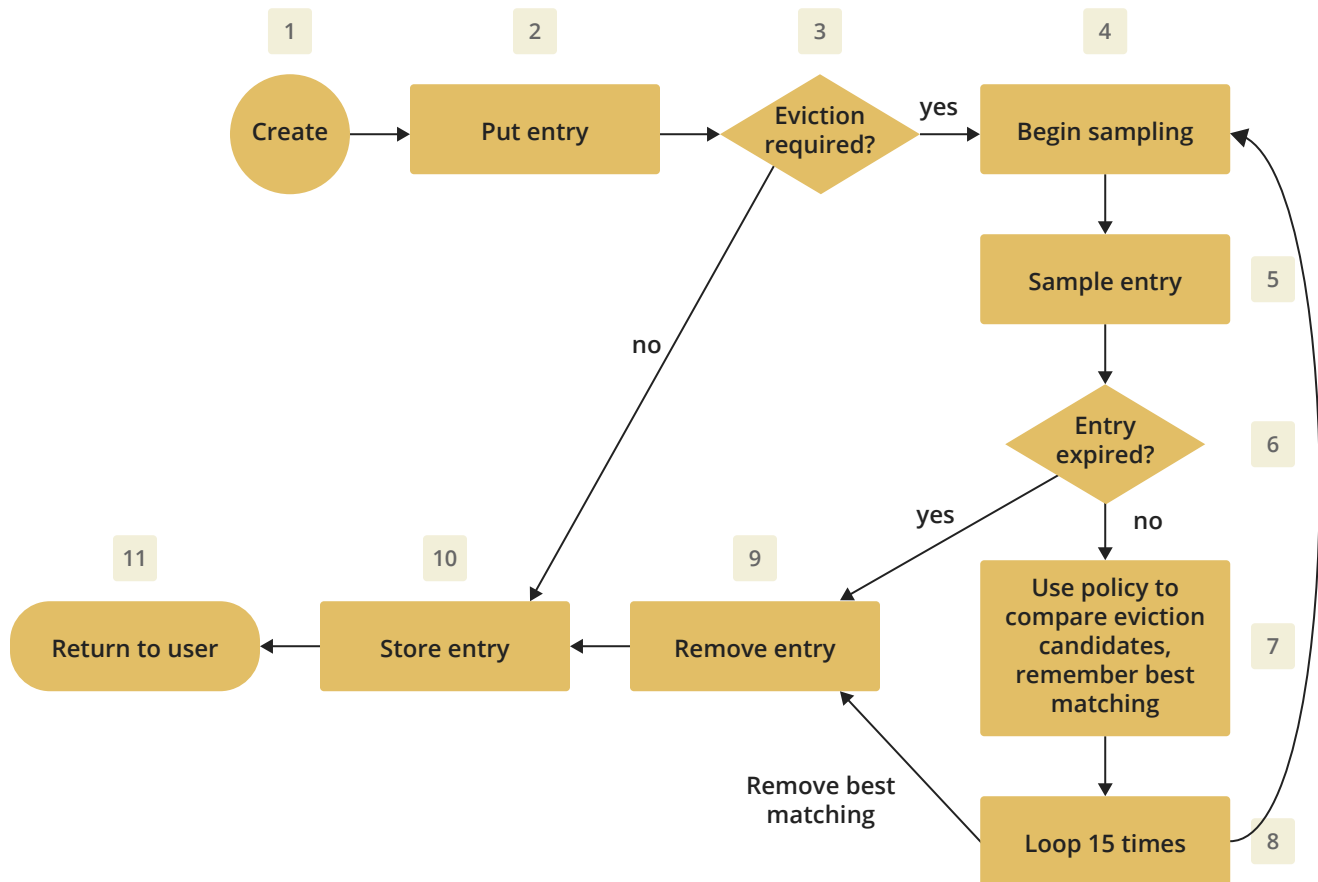 1
2
3
4
Create
Put entry
Eviction
required?
yes
Begin sampling
Sample entry
5
no
Entry
expired?
6
yes
no
11
10
9
Use policy to
compare eviction
candidates,
remember best
matching
7
Return to user
Store entry
Remove entry
Remove best
matching
Loop 15 times
8